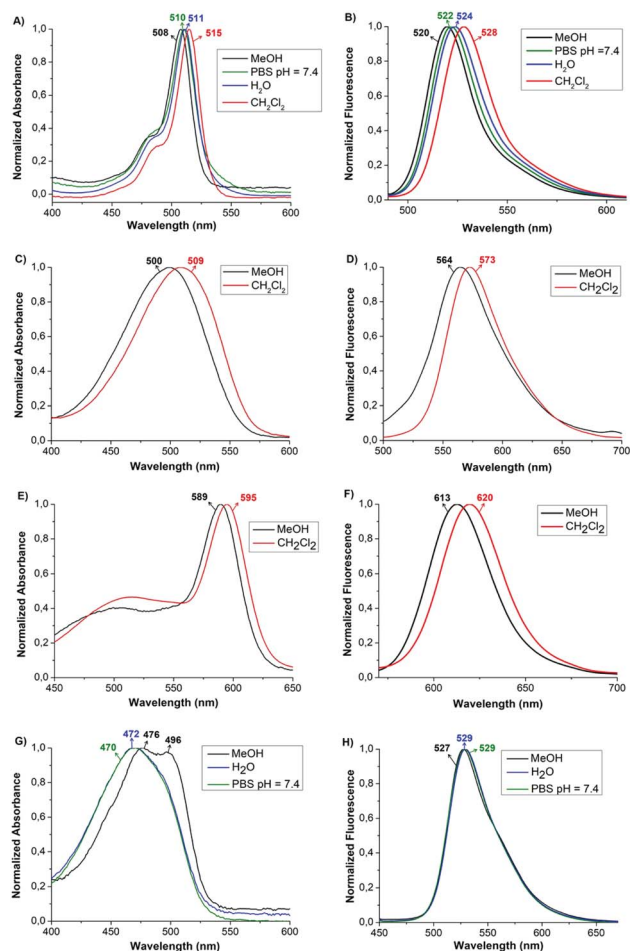 A)
510
511
508
515
MeOH
PBS pH = 7.4
H₂O
CH₂Cl₂
Normalized Absorbance
1,0
0,8
0,6
0,4
0,2
0,0
400 450 500 550 600
Wavelength (nm)
B)
522
524
520
528
MeOH
PBS pH =7.4
H₂O
CH₂Cl₂
Normalized Fluorescence
1,0
0,8
0,6
0,4
0,2
0,0
500 550 600
Wavelength (nm)
C)
500
509
MeOH
CH₂Cl₂
Normalized Absorbance
1,0
0,8
0,6
0,4
0,2
0,0
400 450 500 550 600
Wavelength (nm)
D)
564
573
MeOH
CH2Cl2
Normalized Fluorescence
1,0
0,8
0,6
0,4
0,2
0,0
500 550 600 650 700
Wavelength (nm)
E)
589
595
MeOH
CH₂Cl₂
Normalized Absorbance
1,0
0,8
0,6
0,4
0,2
0,0
450 500 550 600 650
Wavelength (nm)
F)
613
620
MeOH
CH₂Cl₂
Normalized Fluorescence
1,0
0,8
0,6
0,4
0,2
0,0
600 650 700
Wavelength (nm)
G)
470
472
476
496
MeOH
H₂O
PBS pH = 7.4
Normalized Absorbance
1,0
0,8
0,6
0,4
0,2
0,0
400 450 500 550 600
Wavelength (nm)
H)
529
527
529
MeOH
H₂O
PBS pH = 7.4
Normalized Fluorescence
1,0
0,8
0,6
0,4
0,2
0,0
450 500 550 600 650
Wavelength (nm)